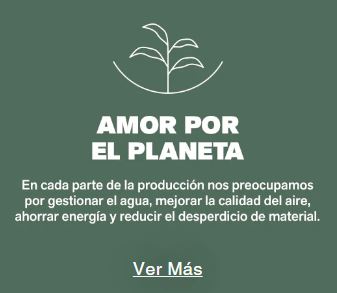 AMOR POR
EL PLANETA
En cada parte de la producción nos preocupamos
por gestionar el agua, mejorar la calidad del aire,
ahorrar energía y reducir el desperdicio de material.
Ver Más